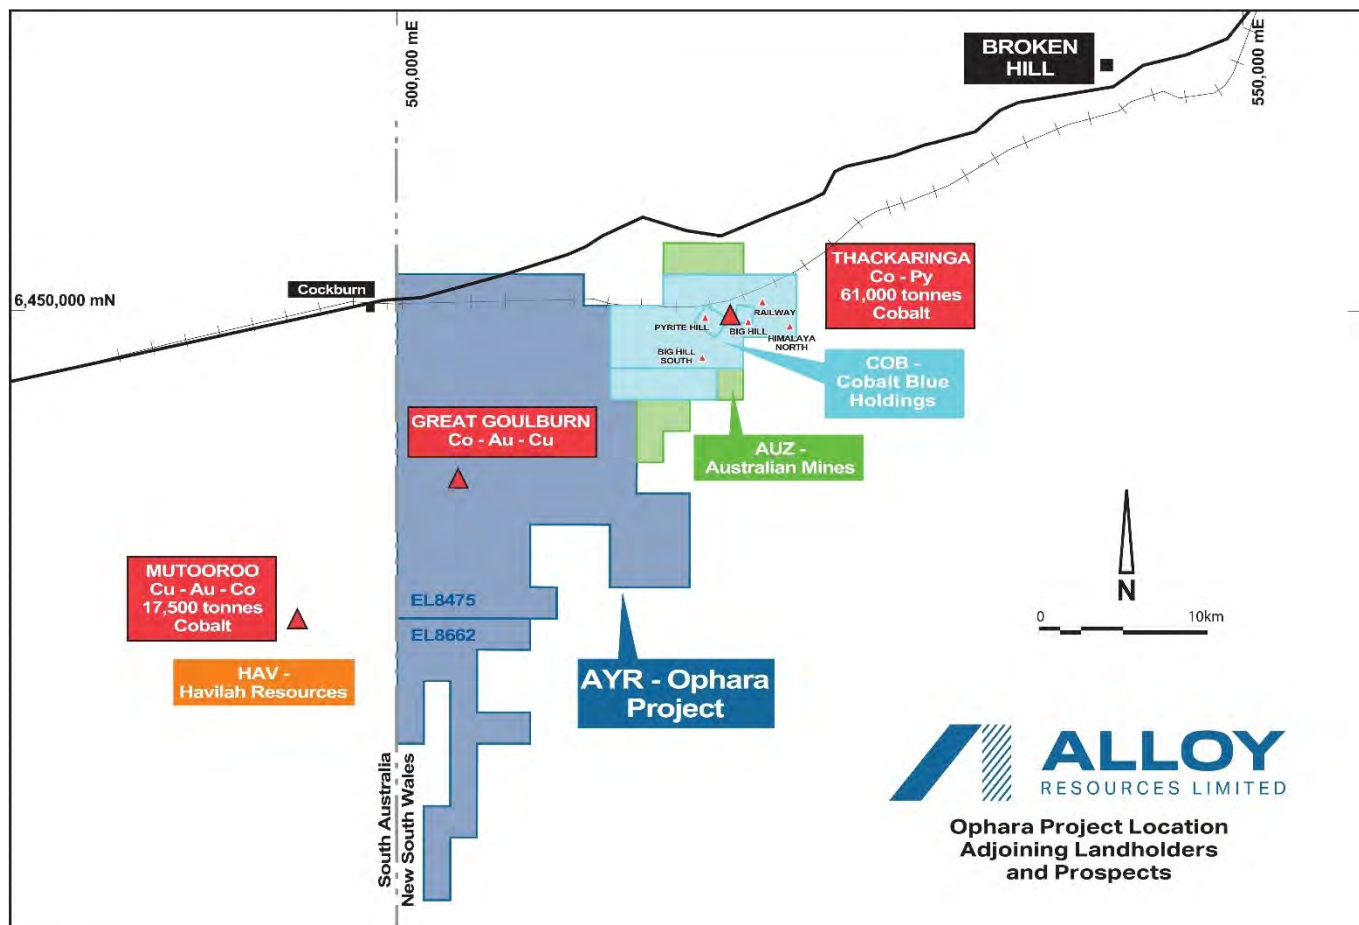 500,000 mE
550,000 mE
BROKEN
HILL
6,450,000 mN
Cockburn
THACKARINGA
Co - Py
61,000 tonnes
Cobalt
RAILWAY
PYRITE HILL
BIG HILL
HIMALAYA
NORTH
BIG HILL
SOUTH
COB -
Cobalt Blue
Holdings
GREAT GOULBURN
Co - Au - Cu
AUZ -
Australian Mines
MUTOOROO
Cu - Au - Co
17,500 tonnes
Cobalt
HAV -
Havilah Resources
EL8475
EL8662
AYR - Ophara
Project
N
0 10km
South Australia
New South Wales
ALLOY
RESOURCES LIMITED
Ophara Project Location
Adjoining Landholders
and Prospects